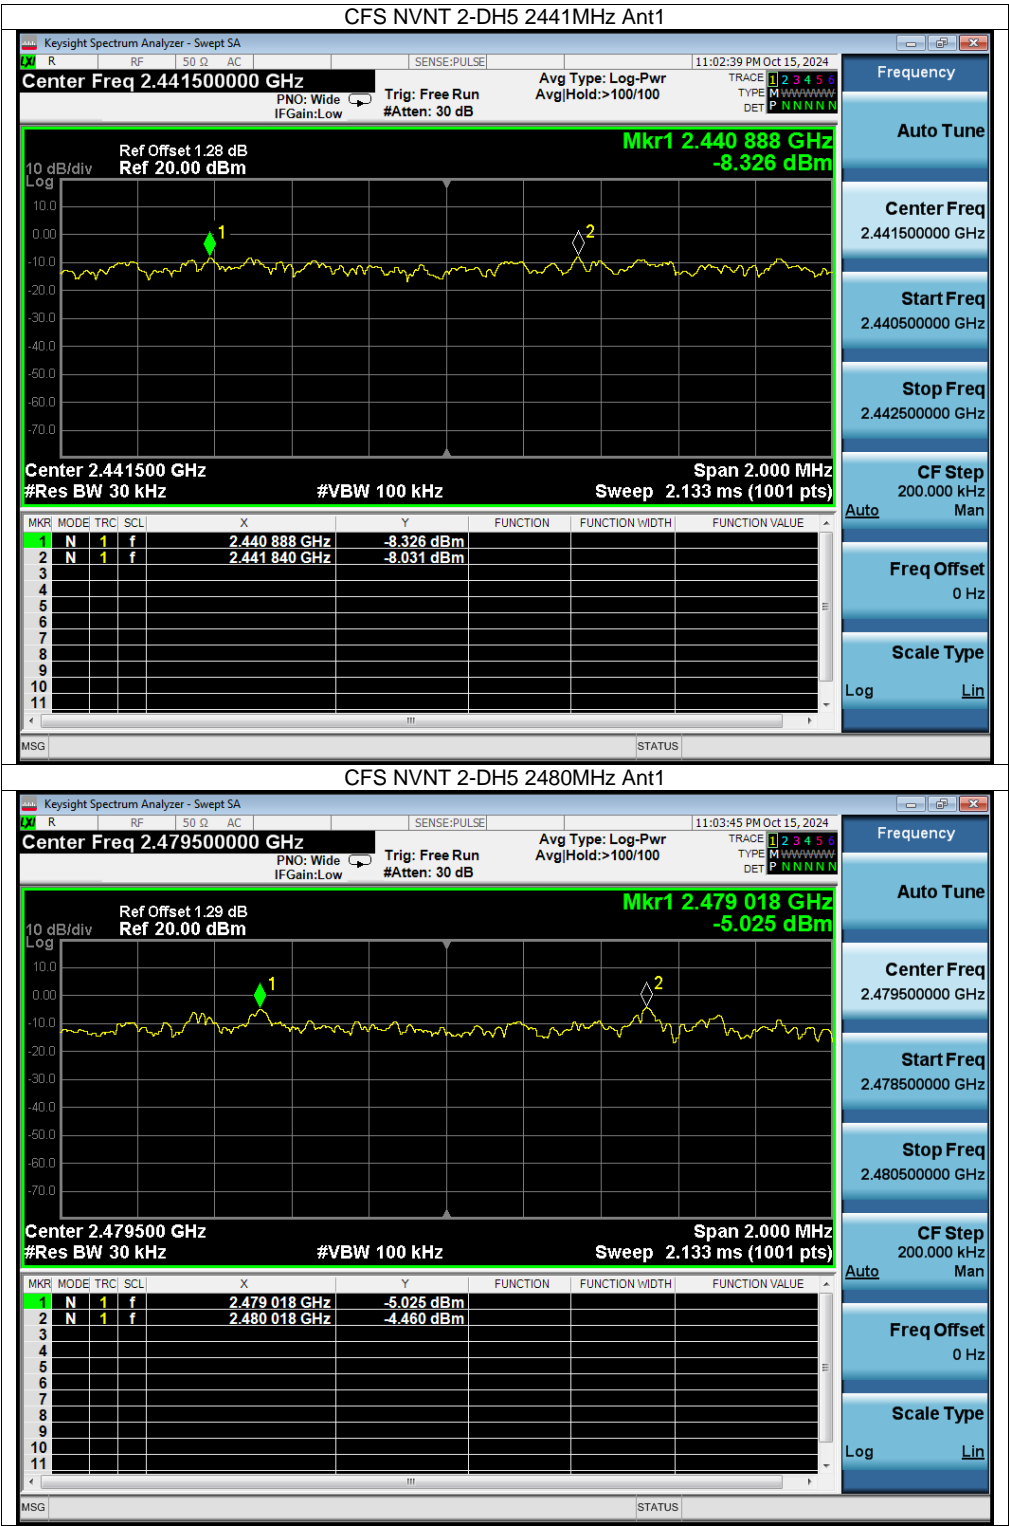 CFS NVNT 2-DH5 2441MHz Ant1
Keysight Spectrum Analyzer - Swept SA
LXI R RF 50 Ω AC SENSE:PULSE 11:02:39 PM Oct 15, 2024
Center Freq 2.441500000 GHz
PNO: Wide
IFGain:Low
Trig: Free Run
#Atten: 30 dB
Avg Type: Log-Pwr
Avg|Hold:>100/100
TRACE 1 2 3 4 5 6
TYPE M WWWWW
DET P N N N N N
Mkr1 2.440 888 GHz
-8.326 dBm
Ref Offset 1.28 dB
10 dB/div Ref 20.00 dBm
Log
10.0
0.00
-10.0
-20.0
-30.0
-40.0
-50.0
-60.0
-70.0
1
2
Center 2.441500 GHz Span 2.000 MHz
#Res BW 30 kHz #VBW 100 kHz Sweep 2.133 ms (1001 pts)
MKR MODE TRC SCL X Y FUNCTION FUNCTION WIDTH FUNCTION VALUE
1 N 1 f 2.440 888 GHz -8.326 dBm
2 N 1 f 2.441 840 GHz -8.031 dBm
3
4
5
6
7
8
9
10
11
MSG STATUS
Frequency
Auto Tune
Center Freq
2.441500000 GHz
Start Freq
2.440500000 GHz
Stop Freq
2.442500000 GHz
CF Step
200.000 kHz
Auto Man
Freq Offset
0 Hz
Scale Type
Log Lin
CFS NVNT 2-DH5 2480MHz Ant1
Keysight Spectrum Analyzer - Swept SA
LXI R RF 50 Ω AC SENSE:PULSE 11:03:45 PM Oct 15, 2024
Center Freq 2.479500000 GHz
PNO: Wide
IFGain:Low
Trig: Free Run
#Atten: 30 dB
Avg Type: Log-Pwr
Avg|Hold:>100/100
TRACE 1 2 3 4 5 6
TYPE M WWWWW
DET P N N N N N
Mkr1 2.479 018 GHz
-5.025 dBm
Ref Offset 1.29 dB
10 dB/div Ref 20.00 dBm
Log
10.0
0.00
-10.0
-20.0
-30.0
-40.0
-50.0
-60.0
-70.0
1
2
Center 2.479500 GHz Span 2.000 MHz
#Res BW 30 kHz #VBW 100 kHz Sweep 2.133 ms (1001 pts)
MKR MODE TRC SCL X Y FUNCTION FUNCTION WIDTH FUNCTION VALUE
1 N 1 f 2.479 018 GHz -5.025 dBm
2 N 1 f 2.480 018 GHz -4.460 dBm
3
4
5
6
7
8
9
10
11
MSG STATUS
Frequency
Auto Tune
Center Freq
2.479500000 GHz
Start Freq
2.478500000 GHz
Stop Freq
2.480500000 GHz
CF Step
200.000 kHz
Auto Man
Freq Offset
0 Hz
Scale Type
Log Lin